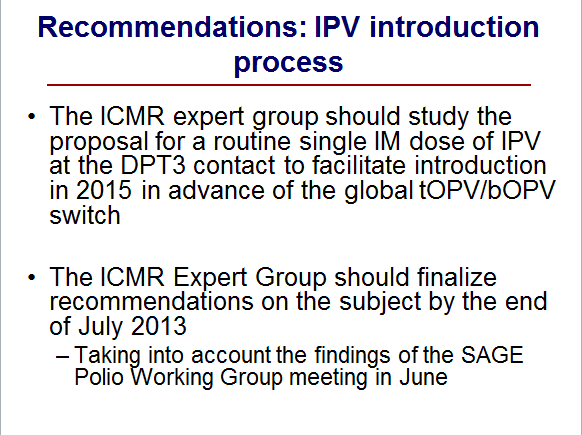 Recommendations: IPV introduction
process
• The ICMR expert group should study the
proposal for a routine single IM dose of IPV
at the DPT3 contact to facilitate introduction
in 2015 in advance of the global tOPV/bOPV
switch
• The ICMR Expert Group should finalize
recommendations on the subject by the end
of July 2013
– Taking into account the findings of the SAGE
Polio Working Group meeting in June